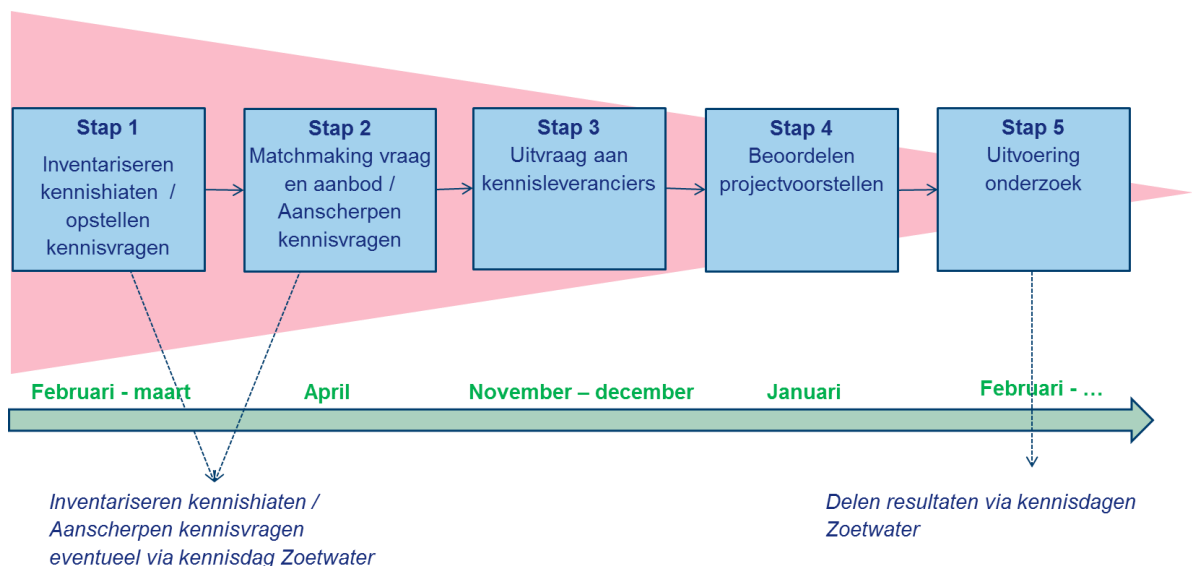 Stap 1
Inventariseren
kennishiaten /
opstellen
kennisvragen
Stap 2
Matchmaking vraag
en aanbod /
Aanscherpen
kennisvragen
Stap 3
Uitvraag aan
kennisleveranciers
Stap 4
Beoordelen
projectvoorstellen
Stap 5
Uitvoering
onderzoek
Februari - maart
April
November – december
Januari
Februari - …
Inventariseren kennishiaten /
Aanscherpen kennisvragen
eventueel via kennisdag Zoetwater
Delen resultaten via kennisdagen
Zoetwater